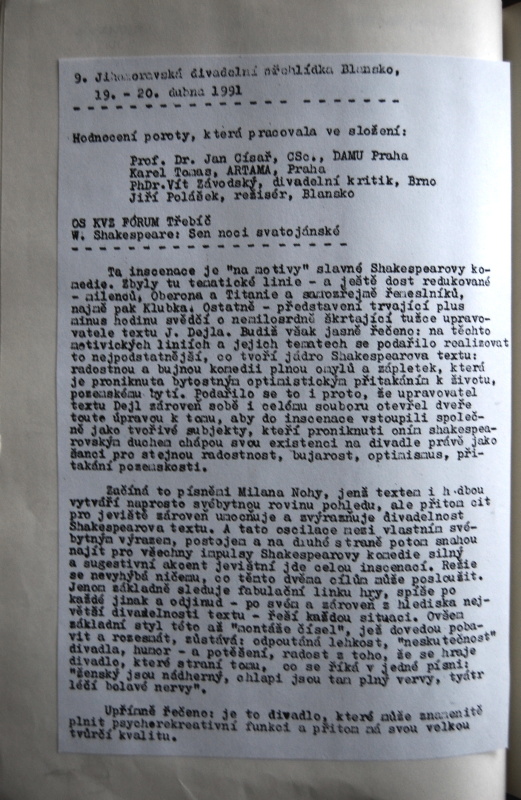 9. Jihomoravská divadelní přehlídka Blansko,
19. - 20. dubna 1991
Hodnocení poroty, která pracovala ve složení:
Prof. Dr. Jan Císař, CSc., DAMU Praha
Karel Tomas, ARTAMA, Praha
PhDr.Vít Závodský, divadelní kritik, Brno
Jiří Polášek, režisér, Blansko
OS KVZ FÓRUM Třebíč
W. Shakespeare: Sen noci svatojánské
Ta inscenace je "na motivy" slavné Shakespearovy ko-
medie. Zbyly tu tematické linie - a ještě dost redukované
- milenců, Oberona a Titanie a samozřejmě řemeslníků,
najmě pak Klubka. Ostatně - představení trvající plus
minus hodinu svědčí o nemilosrdně škrtající tužce upravo-
vatele textu J. Dejla. Budiž však jasně řečeno: na těchto
motivických liniích a jejich tematech se podařilo realizovat
to nejpodstatnější, co tvoří jádro Shakespearova textu:
radostnou a bujnou komedii plnou omylů a zápletek, která
je proniknuta bytostným optimistickým přitakáním k životu,
pozemskému bytí. Podařilo se to i proto, že upravovatel
textu Dejl zároveň sobě i celému souboru otevřel dveře
touto úpravou k tomu, aby do inscenace vstoupili společ-
ně jako tvořivé subjekty, kteří proniknuti oním shakespea-
rovským duchem chápou svou existenci na divadle právě jako
šanci pro stejnou radostnost, bujarost, optimismus, při-
takání pozemskosti.
Začíná to písněmi Milana Nohy, jenž textem i hudbou
vytváří naprosto svébytnou rovinu pohledu, ale přitom cit
pro jeviště zároveň umocňuje a zvýrazňuje divadelnost
Shakespearova textu. A tato oscilace mezi vlastním své-
bytným výrazem, postojem a na druhé straně potom snahou
najít pro všechny impulsy Shakespearovy komedie silný
a sugestivní akcent jevištní jde celou inscenací. Režie
se nevyhýbá ničemu, co těmto dvěma cílům může posloužit.
Jenom základně sleduje fabulační linku hry, spíše po
každé jinak a odjinud - po svém a zároveň z hlediska nej-
větší divadelnosti textu - řeší každou situaci. Ovšem
základní styl této až "montáže čísel", jež dovedou poba-
vit a rozesmát, zůstává: odpoutaná lehkost, "neskutečnost"
divadla, humor - a potěšení, radost z toho, že se hraje
divadlo, které straní tomu, co se říká v jedné písni:
"ženský jsou nádherný, chlapi jsou tam plný vervy, tyátr
léčí bolavé nervy".
Upřímně řečeno: je to divadlo, které může znamenitě
plnit psychorekreativní funkci a přitom má svou velkou
tvůrčí kvalitu.